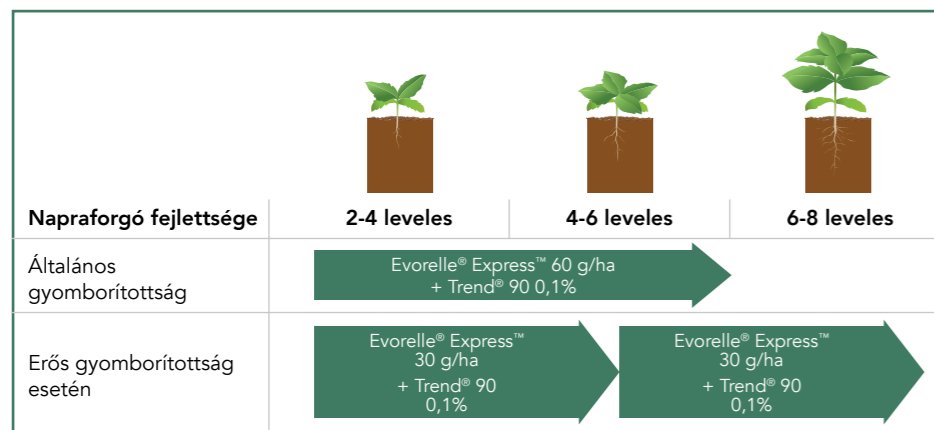 Napraforgó fejlettsége
2-4 leveles
4-6 leveles
6-8 leveles
Általános
gyomborítottság
Evorelle® Express™ 60 g/ha
+ Trend® 90 0,1%
Erős gyomborítottság
esetén
Evorelle® Express™
30 g/ha
+ Trend® 90
0,1%
Evorelle® Express™
30 g/ha
+ Trend® 90
0,1%